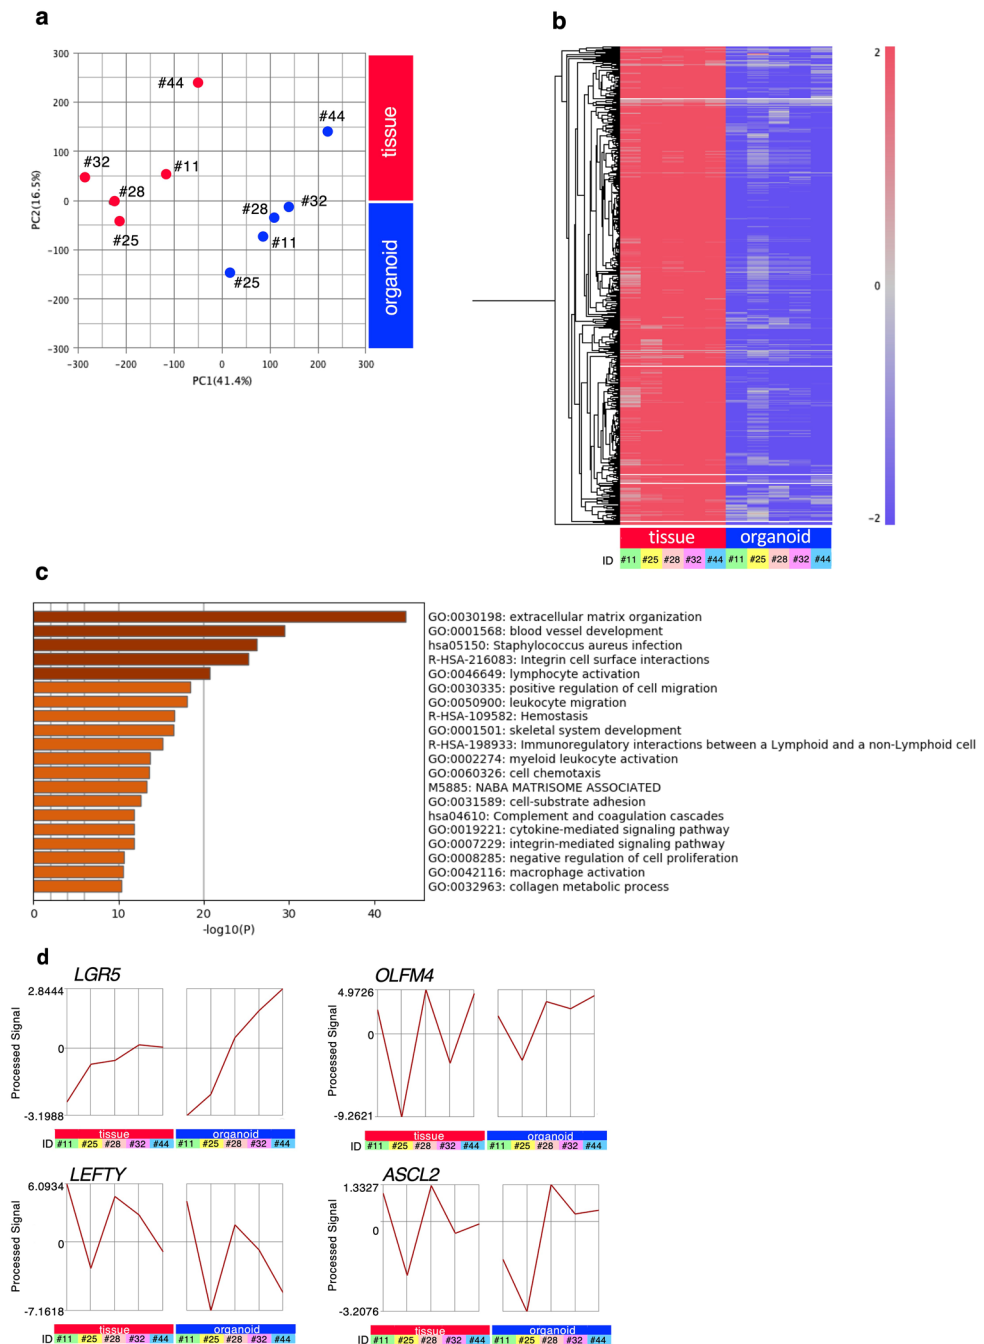 a
300
200
100
0
−100
−200
−300
−300
−200
−100
0
100
200
300
PC2(16.5%)
PC1(41.4%)
#44
#32
#28
#11
#25
#44
#32
#28
#11
#25
tissue
organoid
b
2
0
−2
tissue
organoid
ID #11 #25 #28 #32 #44 #11 #25 #28 #32 #44
c
GO:0030198: extracellular matrix organization
GO:0001568: blood vessel development
hsa05150: Staphylococcus aureus infection
R-HSA-216083: Integrin cell surface interactions
GO:0046649: lymphocyte activation
GO:0030335: positive regulation of cell migration
GO:0050900: leukocyte migration
R-HSA-109582: Hemostasis
GO:0001501: skeletal system development
R-HSA-198933: Immunoregulatory interactions between a Lymphoid and a non-Lymphoid cell
GO:0002274: myeloid leukocyte activation
GO:0060326: cell chemotaxis
M5885: NABA MATRISOME ASSOCIATED
GO:0031589: cell-substrate adhesion
hsa04610: Complement and coagulation cascades
GO:0019221: cytokine-mediated signaling pathway
GO:0007229: integrin-mediated signaling pathway
GO:0008285: negative regulation of cell proliferation
GO:0042116: macrophage activation
GO:0032963: collagen metabolic process
0 10 20 30 40
-log10(P)
d
LGR5
2.8444
0
-3.1988
Processed Signal
tissue organoid
ID #11 #25 #28 #32 #44 #11 #25 #28 #32 #44
OLFM4
4.9726
0
-9.2621
Processed Signal
tissue organoid
ID #11 #25 #28 #32 #44 #11 #25 #28 #32 #44
LEFTY
6.0934
0
-7.1618
Processed Signal
tissue organoid
ID #11 #25 #28 #32 #44 #11 #25 #28 #32 #44
ASCL2
1.3327
0
-3.2076
Processed Signal
tissue organoid
ID #11 #25 #28 #32 #44 #11 #25 #28 #32 #44